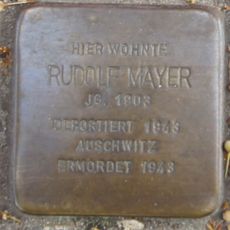 HIER WOHNTE
RUDOLF MAYER
JG. 1903
DEPORTIERT 1943
AUSCHWITZ
ERMORDET 1943